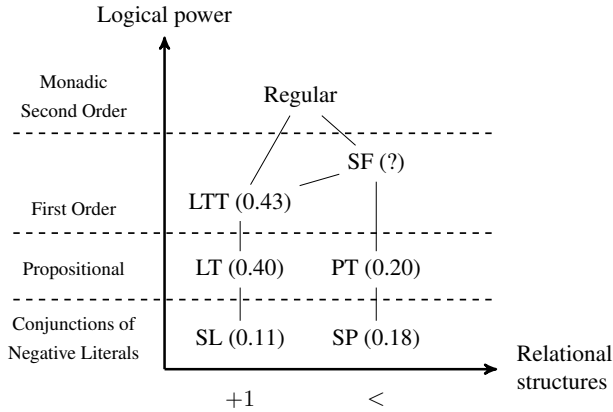 Logical power
Monadic
Second Order
Regular
SF (?)
LTT (0.43)
First Order
Propositional
LT (0.40)
PT (0.20)
Conjunctions of
Negative Literals
SL (0.11)
SP (0.18)
Relational
structures
+1
<